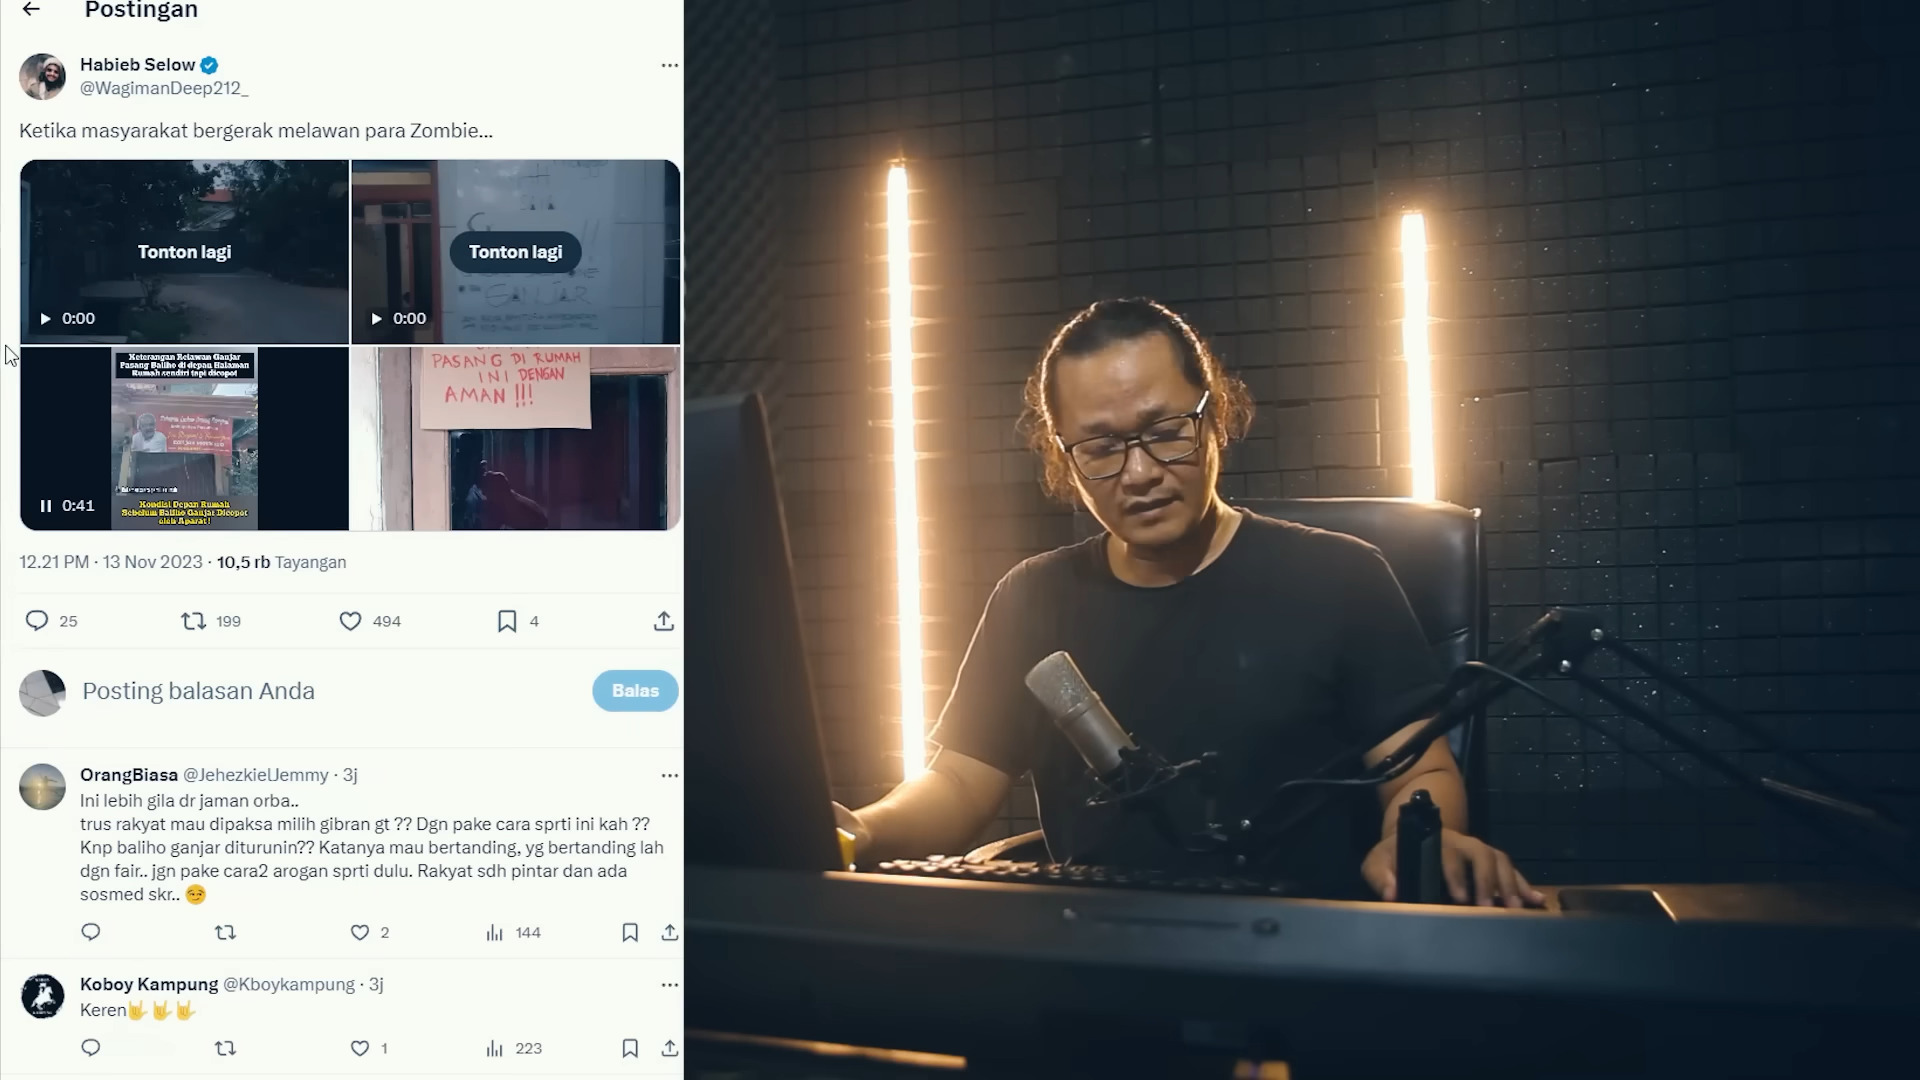 Postingan
Habieb Selow
@WagimanDeep212_
Ketika masyarakat bergerak melawan para Zombie...
Tonton lagi
0:00
Tonton lagi
GANJAR
0:00
Keterangan Relawan Ganjar
Pasang Baliho di depan Halaman
Rumah sendiri tapi dicopot
0:41
Kondisi Depan Rumah
Sebelum Baliho Ganjar Dicopot
oleh Aparat !
PASANG DI RUMAH
INI DENGAN
AMAN !!!
12.21 PM · 13 Nov 2023 · 10,5 rb Tayangan
25
199
494
4
Posting balasan Anda
Balas
OrangBiasa @JehezkielJemmy · 3j
Ini lebih gila dr jaman orba..
trus rakyat mau dipaksa milih gibran gt ?? Dgn pake cara sprti ini kah ??
Knp baliho ganjar diturunin?? Katanya mau bertanding, yg bertanding lah
dgn fair.. jgn pake cara2 arogan sprti dulu. Rakyat sdh pintar dan ada
sosmed skr.. 😏
2
144
Koboy Kampung @Kboykampung · 3j
Keren🤟🤟🤟
1
223